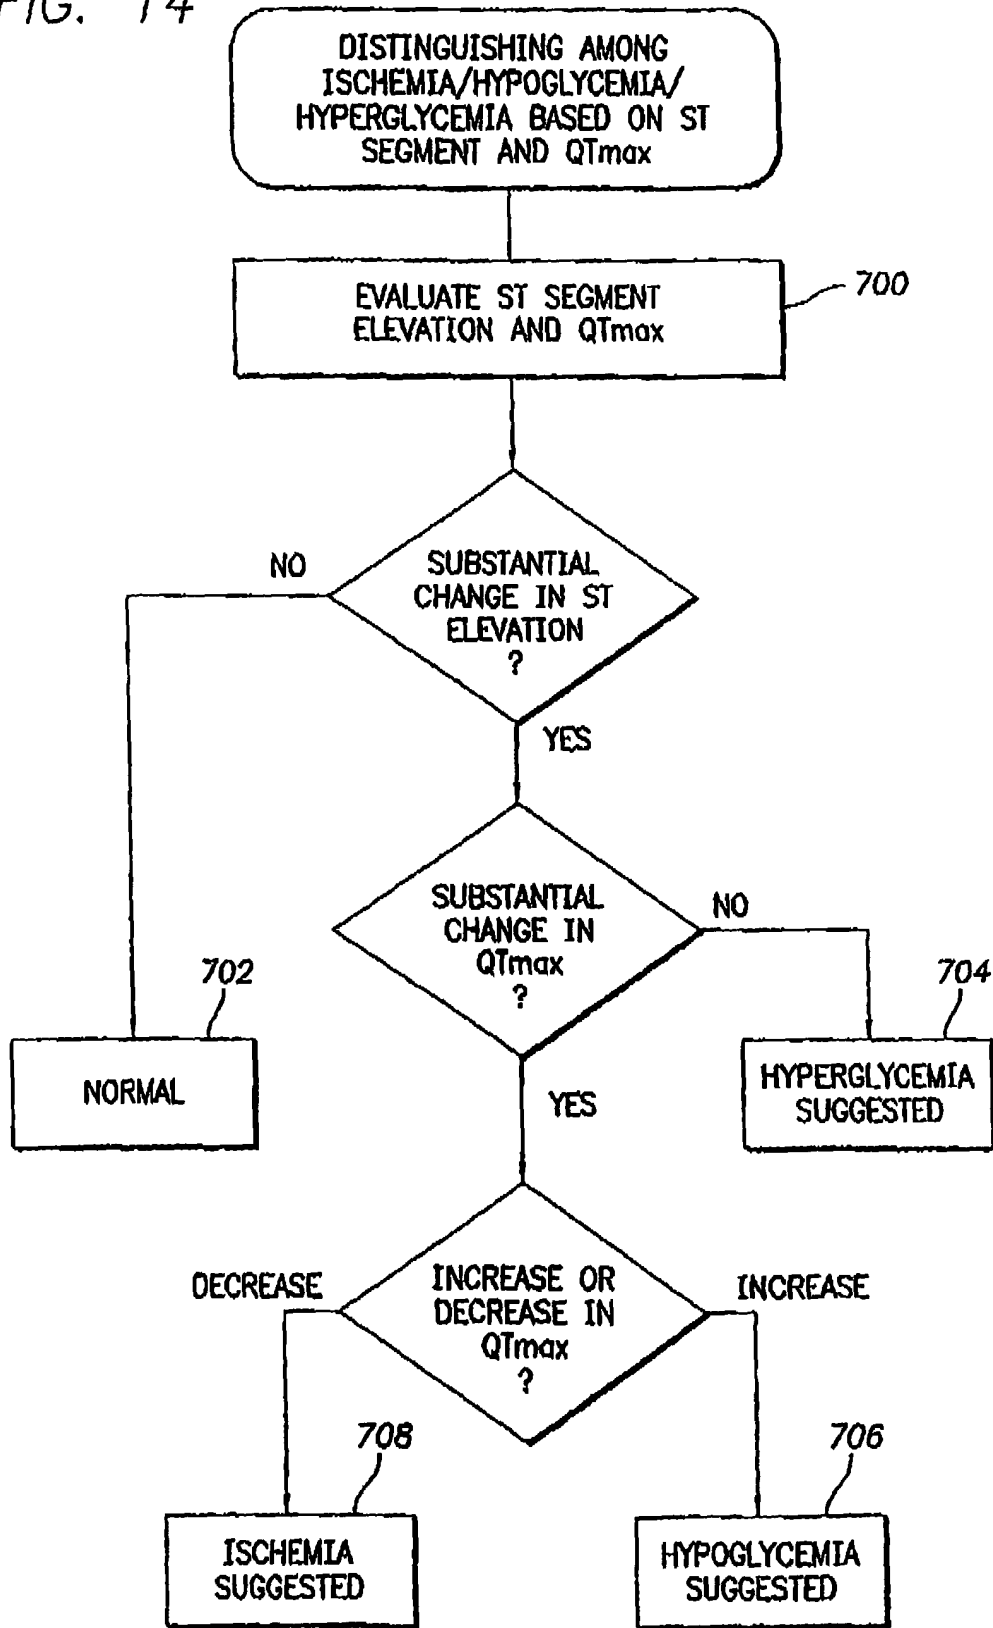 FIG. 14
DISTINGUISHING AMONG
ISCHEMIA/HYPOGLYCEMIA/
HYPERGLYCEMIA BASED ON ST
SEGMENT AND QTmax
EVALUATE ST SEGMENT
ELEVATION AND QTmax
700
SUBSTANTIAL
CHANGE IN ST
ELEVATION
?
NO
YES
SUBSTANTIAL
CHANGE IN
QTmax
?
NO
702
NORMAL
704
HYPERGLYCEMIA
SUGGESTED
YES
INCREASE OR
DECREASE IN
QTmax
?
DECREASE
INCREASE
708
ISCHEMIA
SUGGESTED
706
HYPOGLYCEMIA
SUGGESTED